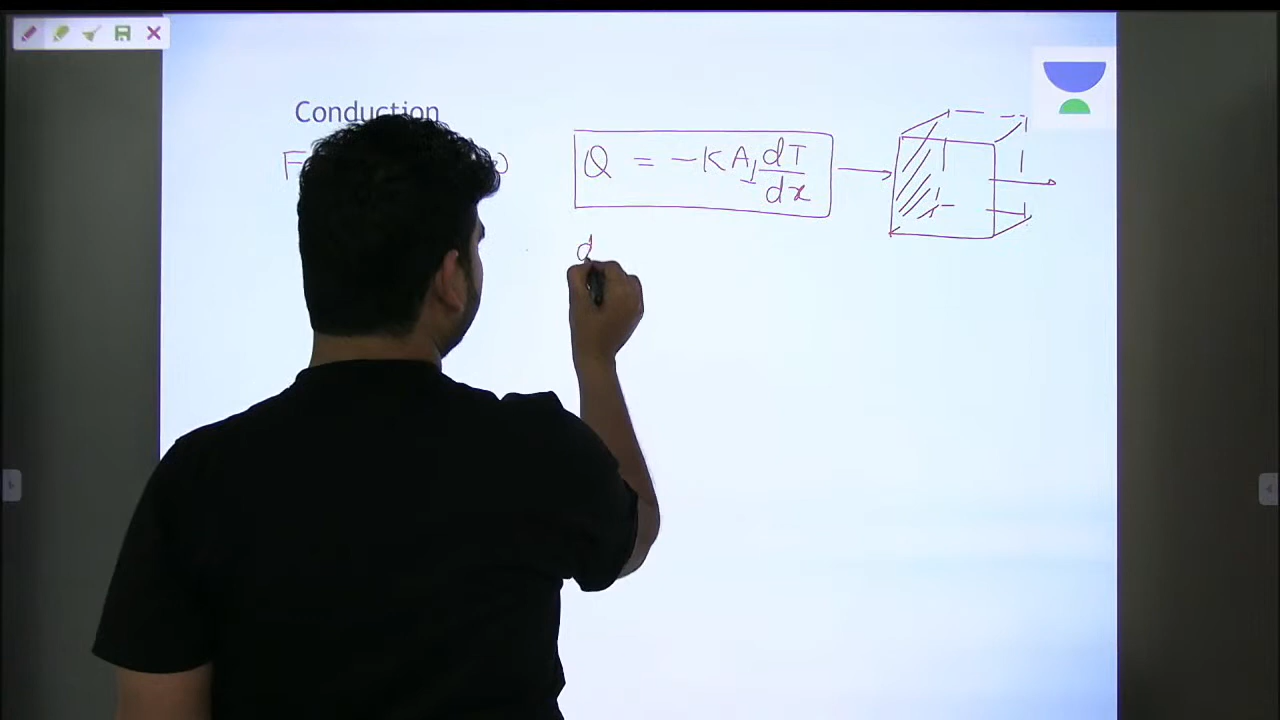 Conduction
Q = -KA⊥ dT/dx
d